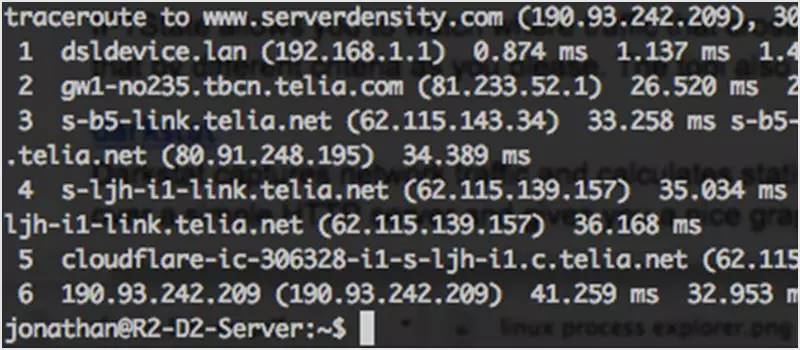 traceroute to www.serverdensity.com (190.93.242.209), 30
1 dsldevice.lan (192.168.1.1) 0.874 ms 1.137 ms 1.4
2 gw1-no235.tbcn.telia.com (81.233.52.1) 26.520 ms 2
3 s-b5-link.telia.net (62.115.143.34) 33.258 ms s-b5-
.telia.net (80.91.248.195) 34.389 ms
4 s-ljh-i1-link.telia.net (62.115.139.157) 35.034 ms
ljh-i1-link.telia.net (62.115.139.157) 36.168 ms
5 cloudflare-ic-306328-i1-s-ljh-i1.c.telia.net (62.115
6 190.93.242.209 (190.93.242.209) 41.259 ms 32.953 m
jonathan@R2-D2-Server:~$
linux process explorer.png